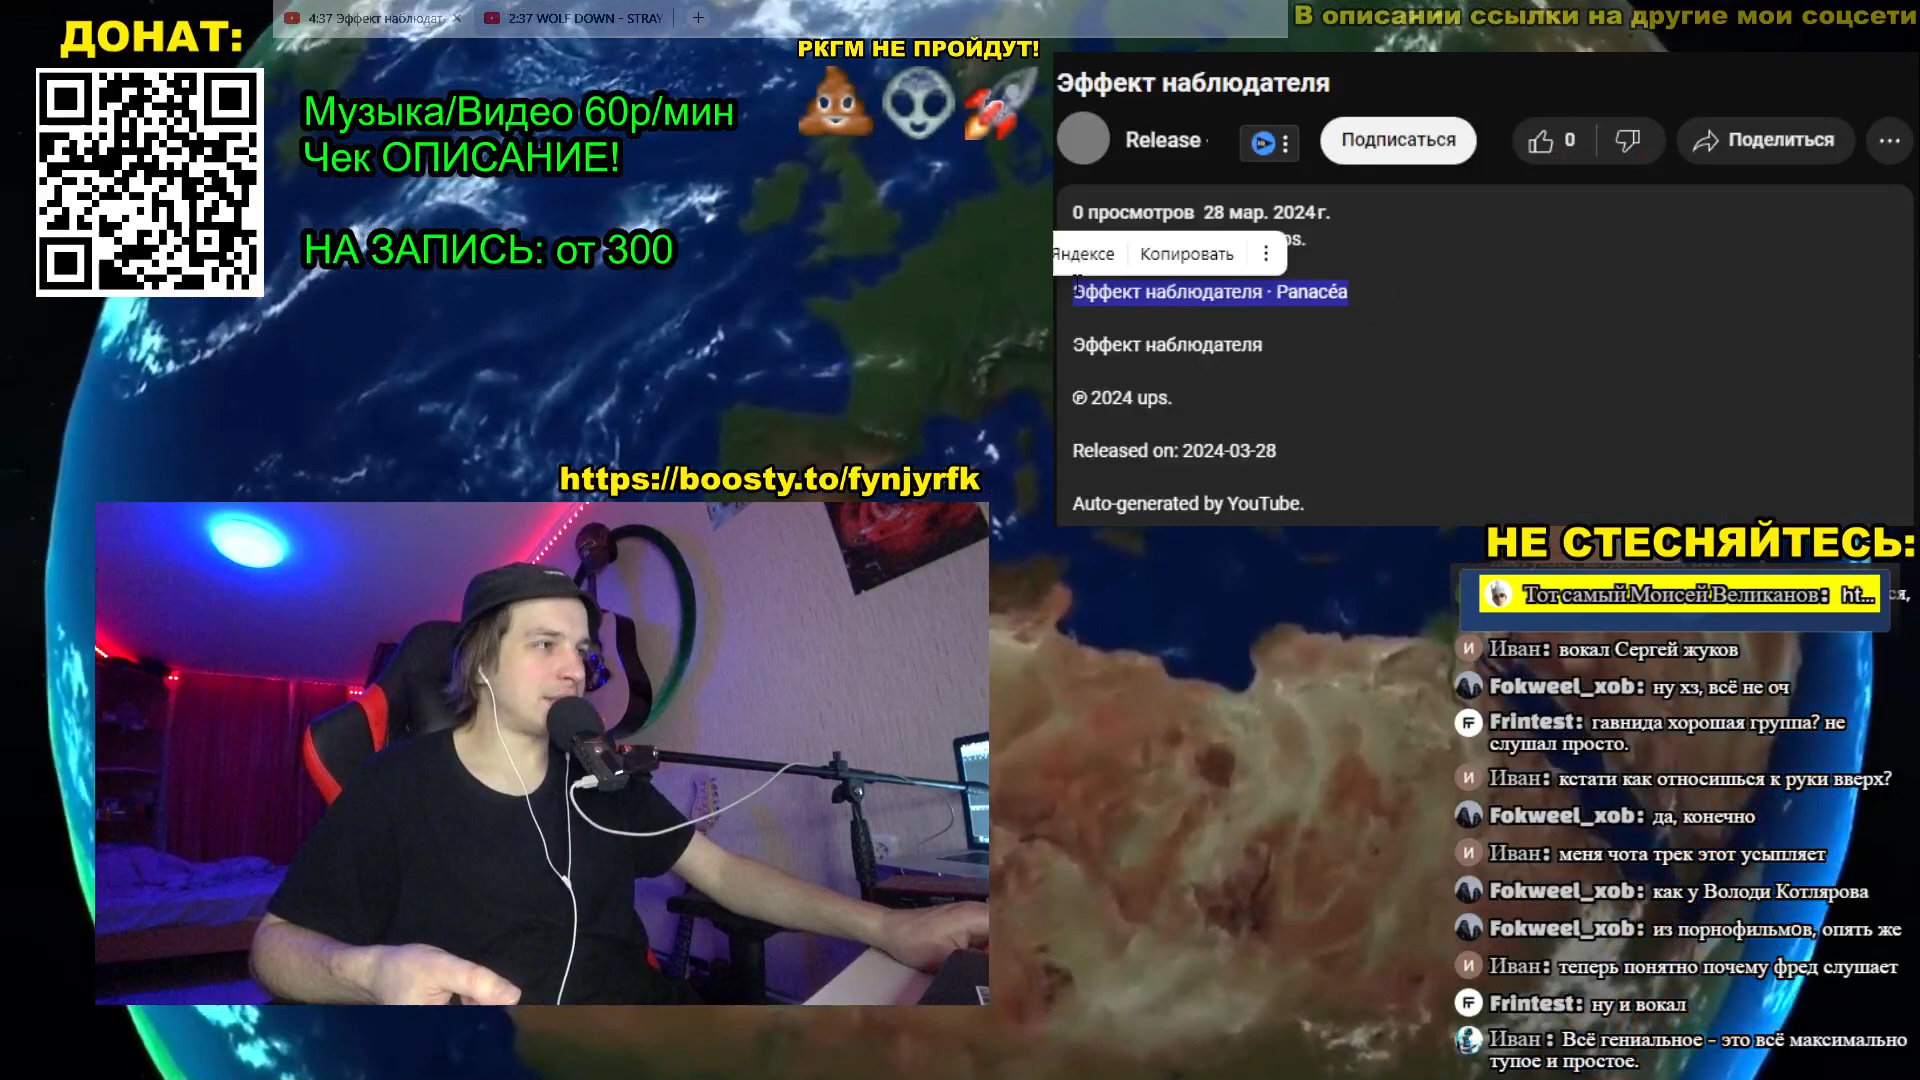 4:37 Эффект наблюдат
2:37 WOLF DOWN - STRAY
В описании ссылки на другие мои соцсети
ДОНАТ:
РКГМ НЕ ПРОЙДУТ!
Музыка/Видео 60р/мин
Чек ОПИСАНИЕ!
НА ЗАПИСЬ: от 300
Эффект наблюдателя
Release ·
Подписаться
0
Поделиться
0 просмотров 28 мар. 2024 г.
ps.
Яндексе
Копировать
Эффект наблюдателя · Panacéa
Эффект наблюдателя
℗ 2024 ups.
Released on: 2024-03-28
Auto-generated by YouTube.
https://boosty.to/fynjyrfk
НЕ СТЕСНЯЙТЕСЬ:
Тот самый Моисей Великанов: ht...
ся,
Иван: вокал Сергей жуков
Fokweel_xob: ну хз, всё не оч
Frintest: гавнида хорошая группа? не
слушал просто.
Иван: кстати как относишься к руки вверх?
Fokweel_xob: да, конечно
Иван: меня чота трек этот усыпляет
Fokweel_xob: как у Володи Котлярова
Fokweel_xob: из порнофильмов, опять же
Иван: теперь понятно почему фред слушает
Frintest: ну и вокал
Иван : Всё гениальное - это всё максимально
тупое и простое.